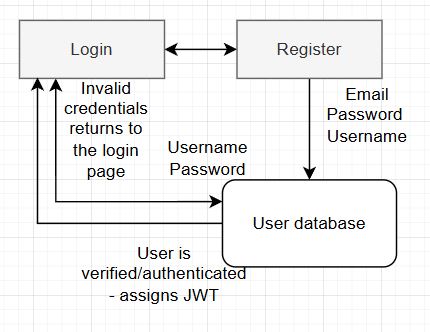 Login
Register
Invalid
credentials
returns to
the login
page
Email
Password
Username
Username
Password
User database
User is
verified/authenticated
- assigns JWT